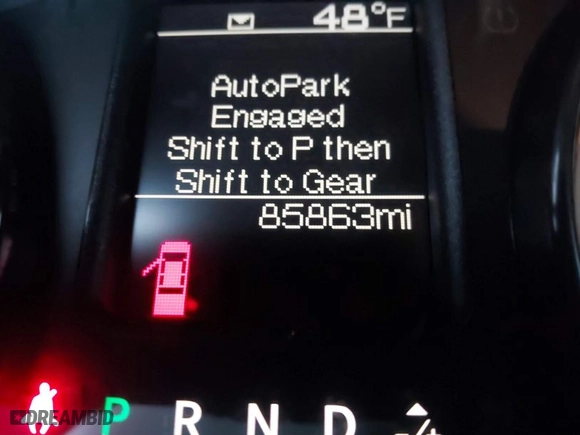 48°F
AutoPark
Engaged
Shift to P then
Shift to Gear
85863mi
P R N D -/+
DREAMBID